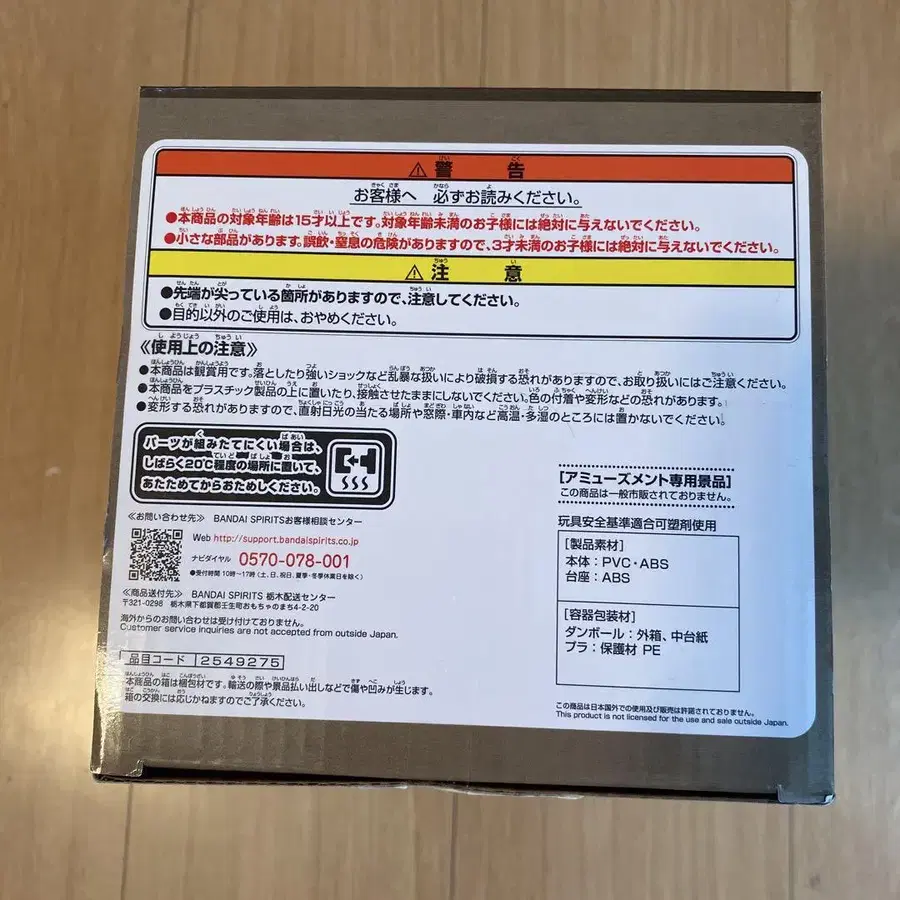 ⚠警告
お客様へ 必ずお読みください。
●本商品の対象年齢は15才以上です。対象年齢未満のお子様には絶対に与えないでください。
●小さな部品があります。誤飲・窒息の危険がありますので、3才未満のお子様には絶対に与えないでください。
⚠注意
●先端が尖っている箇所がありますので、注意してください。
●目的以外のご使用は、おやめください。
《使用上の注意》
●本商品は観賞用です。落としたり強いショックなど乱暴な扱いにより破損する恐れがありますので、お取り扱いにはご注意ください。
●本商品をプラスチック製品の上に置いたり、接触させたままにしないでください。色の付着や変形などの恐れがあります。
●変形する恐れがありますので、直射日光の当たる場所や窓際・車内など高温・多湿のところには置かないでください。
パーツが組みたてにくい場合は、
しばらく20℃程度の場所に置いて、
あたためてからおためしください。
[アミューズメント専用景品]
この商品は一般市販されておりません。
≪お問い合わせ先≫ BANDAI SPIRITSお客様相談センター
Web http://support.bandaispirits.co.jp
ナビダイヤル 0570-078-001
●受付時間 10時〜17時(土、日、祝日、夏季・冬季休業日を除く)
≪商品送付先≫ BANDAI SPIRITS 栃木配送センター
〒321-0298 栃木県下都賀郡壬生町おもちゃのまち4-2-20
海外からのお問い合わせは受け付けておりません。
Customer service inquiries are not accepted from outside Japan.
品目コード 2549275
本商品の箱は梱包材です。輸送の際や景品払い出しなどで傷や凹みが生じます。
箱の交換には応じかねますのでご了承ください。
玩具安全基準適合可塑剤使用
[製品素材]
本体：PVC・ABS
台座：ABS
[容器包装材]
ダンボール：外箱、中台紙
プラ：保護材 PE
この商品は日本国外での使用及び販売は許諾されておりません。
This product is not licensed for the use and sale outside Japan.